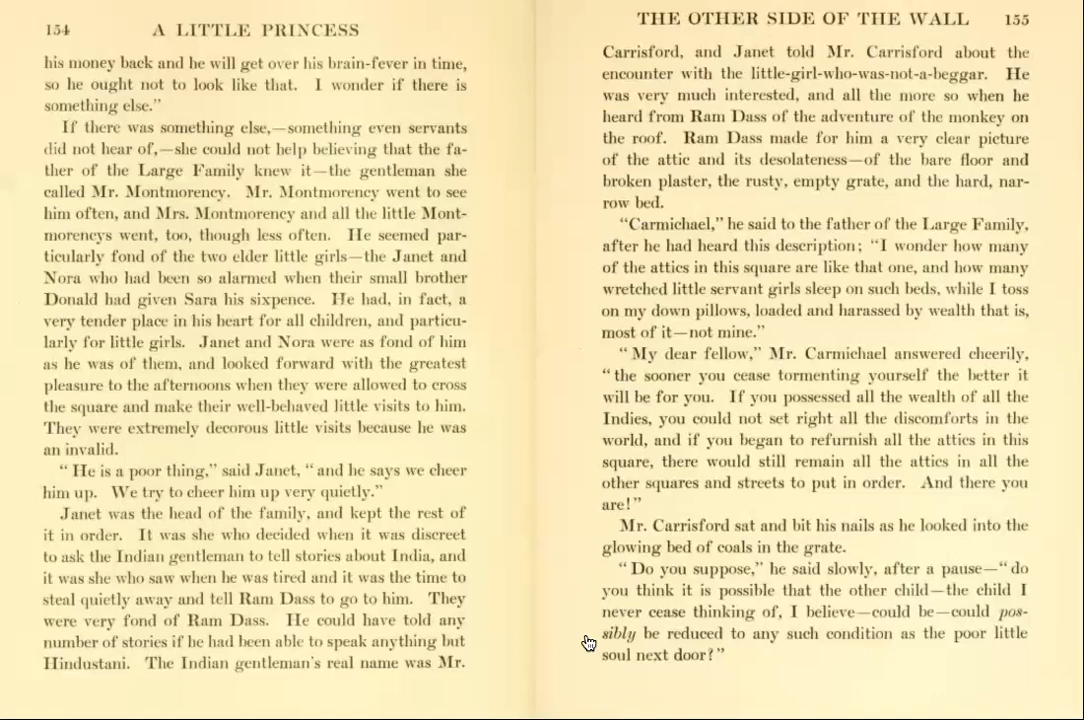 154 A LITTLE PRINCESS
his money back and he will get over his brain-fever in time,
so he ought not to look like that. I wonder if there is
something else.”
If there was something else,—something even servants
did not hear of,—she could not help believing that the fa-
ther of the Large Family knew it—the gentleman she
called Mr. Montmorency. Mr. Montmorency went to see
him often, and Mrs. Montmorency and all the little Mont-
morencys went, too, though less often. He seemed par-
ticularly fond of the two elder little girls—the Janet and
Nora who had been so alarmed when their small brother
Donald had given Sara his sixpence. He had, in fact, a
very tender place in his heart for all children, and particu-
larly for little girls. Janet and Nora were as fond of him
as he was of them, and looked forward with the greatest
pleasure to the afternoons when they were allowed to cross
the square and make their well-behaved little visits to him.
They were extremely decorous little visits because he was
an invalid.
“He is a poor thing,” said Janet, “and he says we cheer
him up. We try to cheer him up very quietly.”
Janet was the head of the family, and kept the rest of
it in order. It was she who decided when it was discreet
to ask the Indian gentleman to tell stories about India, and
it was she who saw when he was tired and it was the time to
steal quietly away and tell Ram Dass to go to him. They
were very fond of Ram Dass. He could have told any
number of stories if he had been able to speak anything but
Hindustani. The Indian gentleman's real name was Mr.
THE OTHER SIDE OF THE WALL 155
Carrisford, and Janet told Mr. Carrisford about the
encounter with the little-girl-who-was-not-a-beggar. He
was very much interested, and all the more so when he
heard from Ram Dass of the adventure of the monkey on
the roof. Ram Dass made for him a very clear picture
of the attic and its desolateness—of the bare floor and
broken plaster, the rusty, empty grate, and the hard, nar-
row bed.
“Carmichael,” he said to the father of the Large Family,
after he had heard this description; “I wonder how many
of the attics in this square are like that one, and how many
wretched little servant girls sleep on such beds, while I toss
on my down pillows, loaded and harassed by wealth that is,
most of it—not mine.”
“My dear fellow,” Mr. Carmichael answered cheerily,
“the sooner you cease tormenting yourself the better it
will be for you. If you possessed all the wealth of all the
Indies, you could not set right all the discomforts in the
world, and if you began to refurnish all the attics in this
square, there would still remain all the attics in all the
other squares and streets to put in order. And there you
are!”
Mr. Carrisford sat and bit his nails as he looked into the
glowing bed of coals in the grate.
“Do you suppose,” he said slowly, after a pause—“do
you think it is possible that the other child—the child I
never cease thinking of, I believe—could be—could pos-
sibly be reduced to any such condition as the poor little
soul next door?”